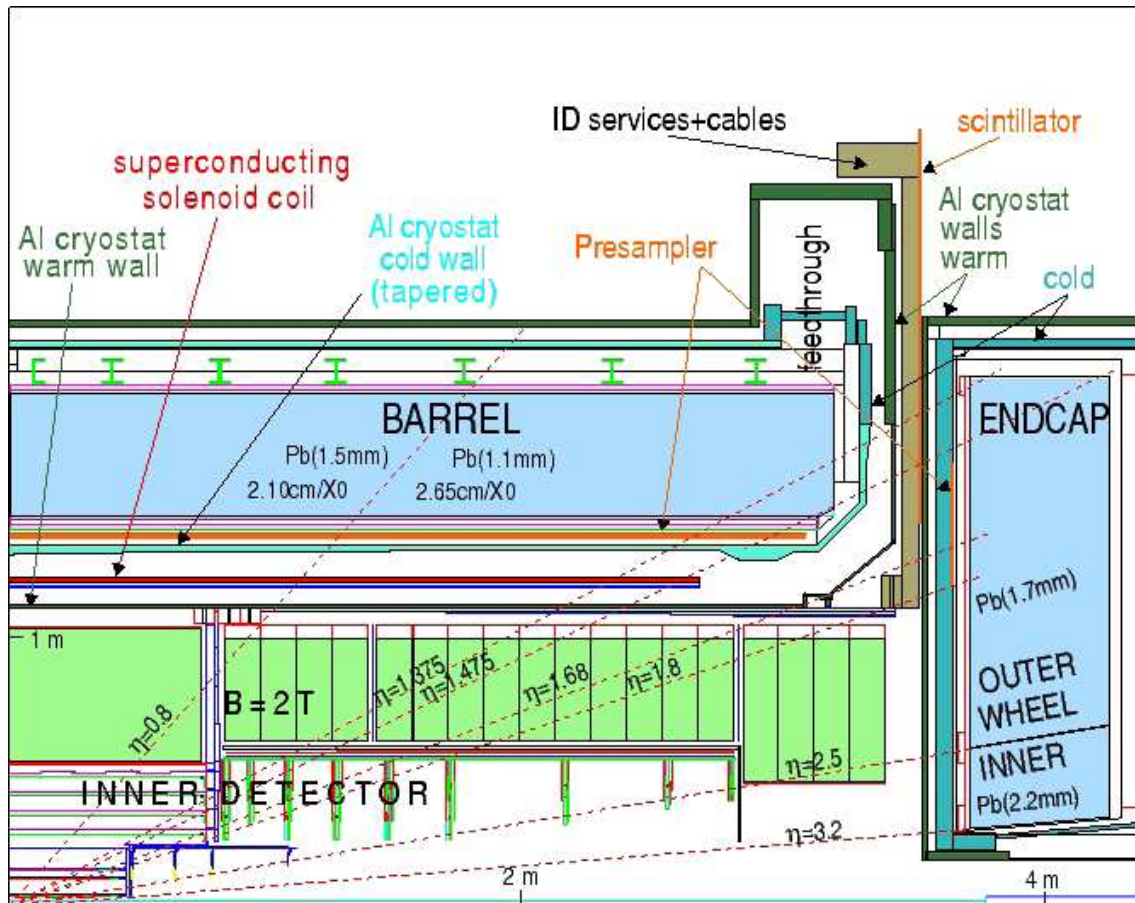 ID services+cables
scintillator
superconducting
solenoid coil
Al cryostat
warm wall
Al cryostat
cold wall
(tapered)
Presampler
feedthrough
Al cryostat
walls
warm
cold
BARREL
Pb(1.5mm)
Pb(1.1mm)
2.10cm/X0
2.65cm/X0
ENDCAP
Pb(1.7mm)
1 m
η=0.8
B=2T
η=1.375
η=1.475
η=1.68
η=1.8
OUTER
WHEEL
η=2.5
INNER
INNER DETECTOR
Pb(2.2mm)
η=3.2
2 m
4 m